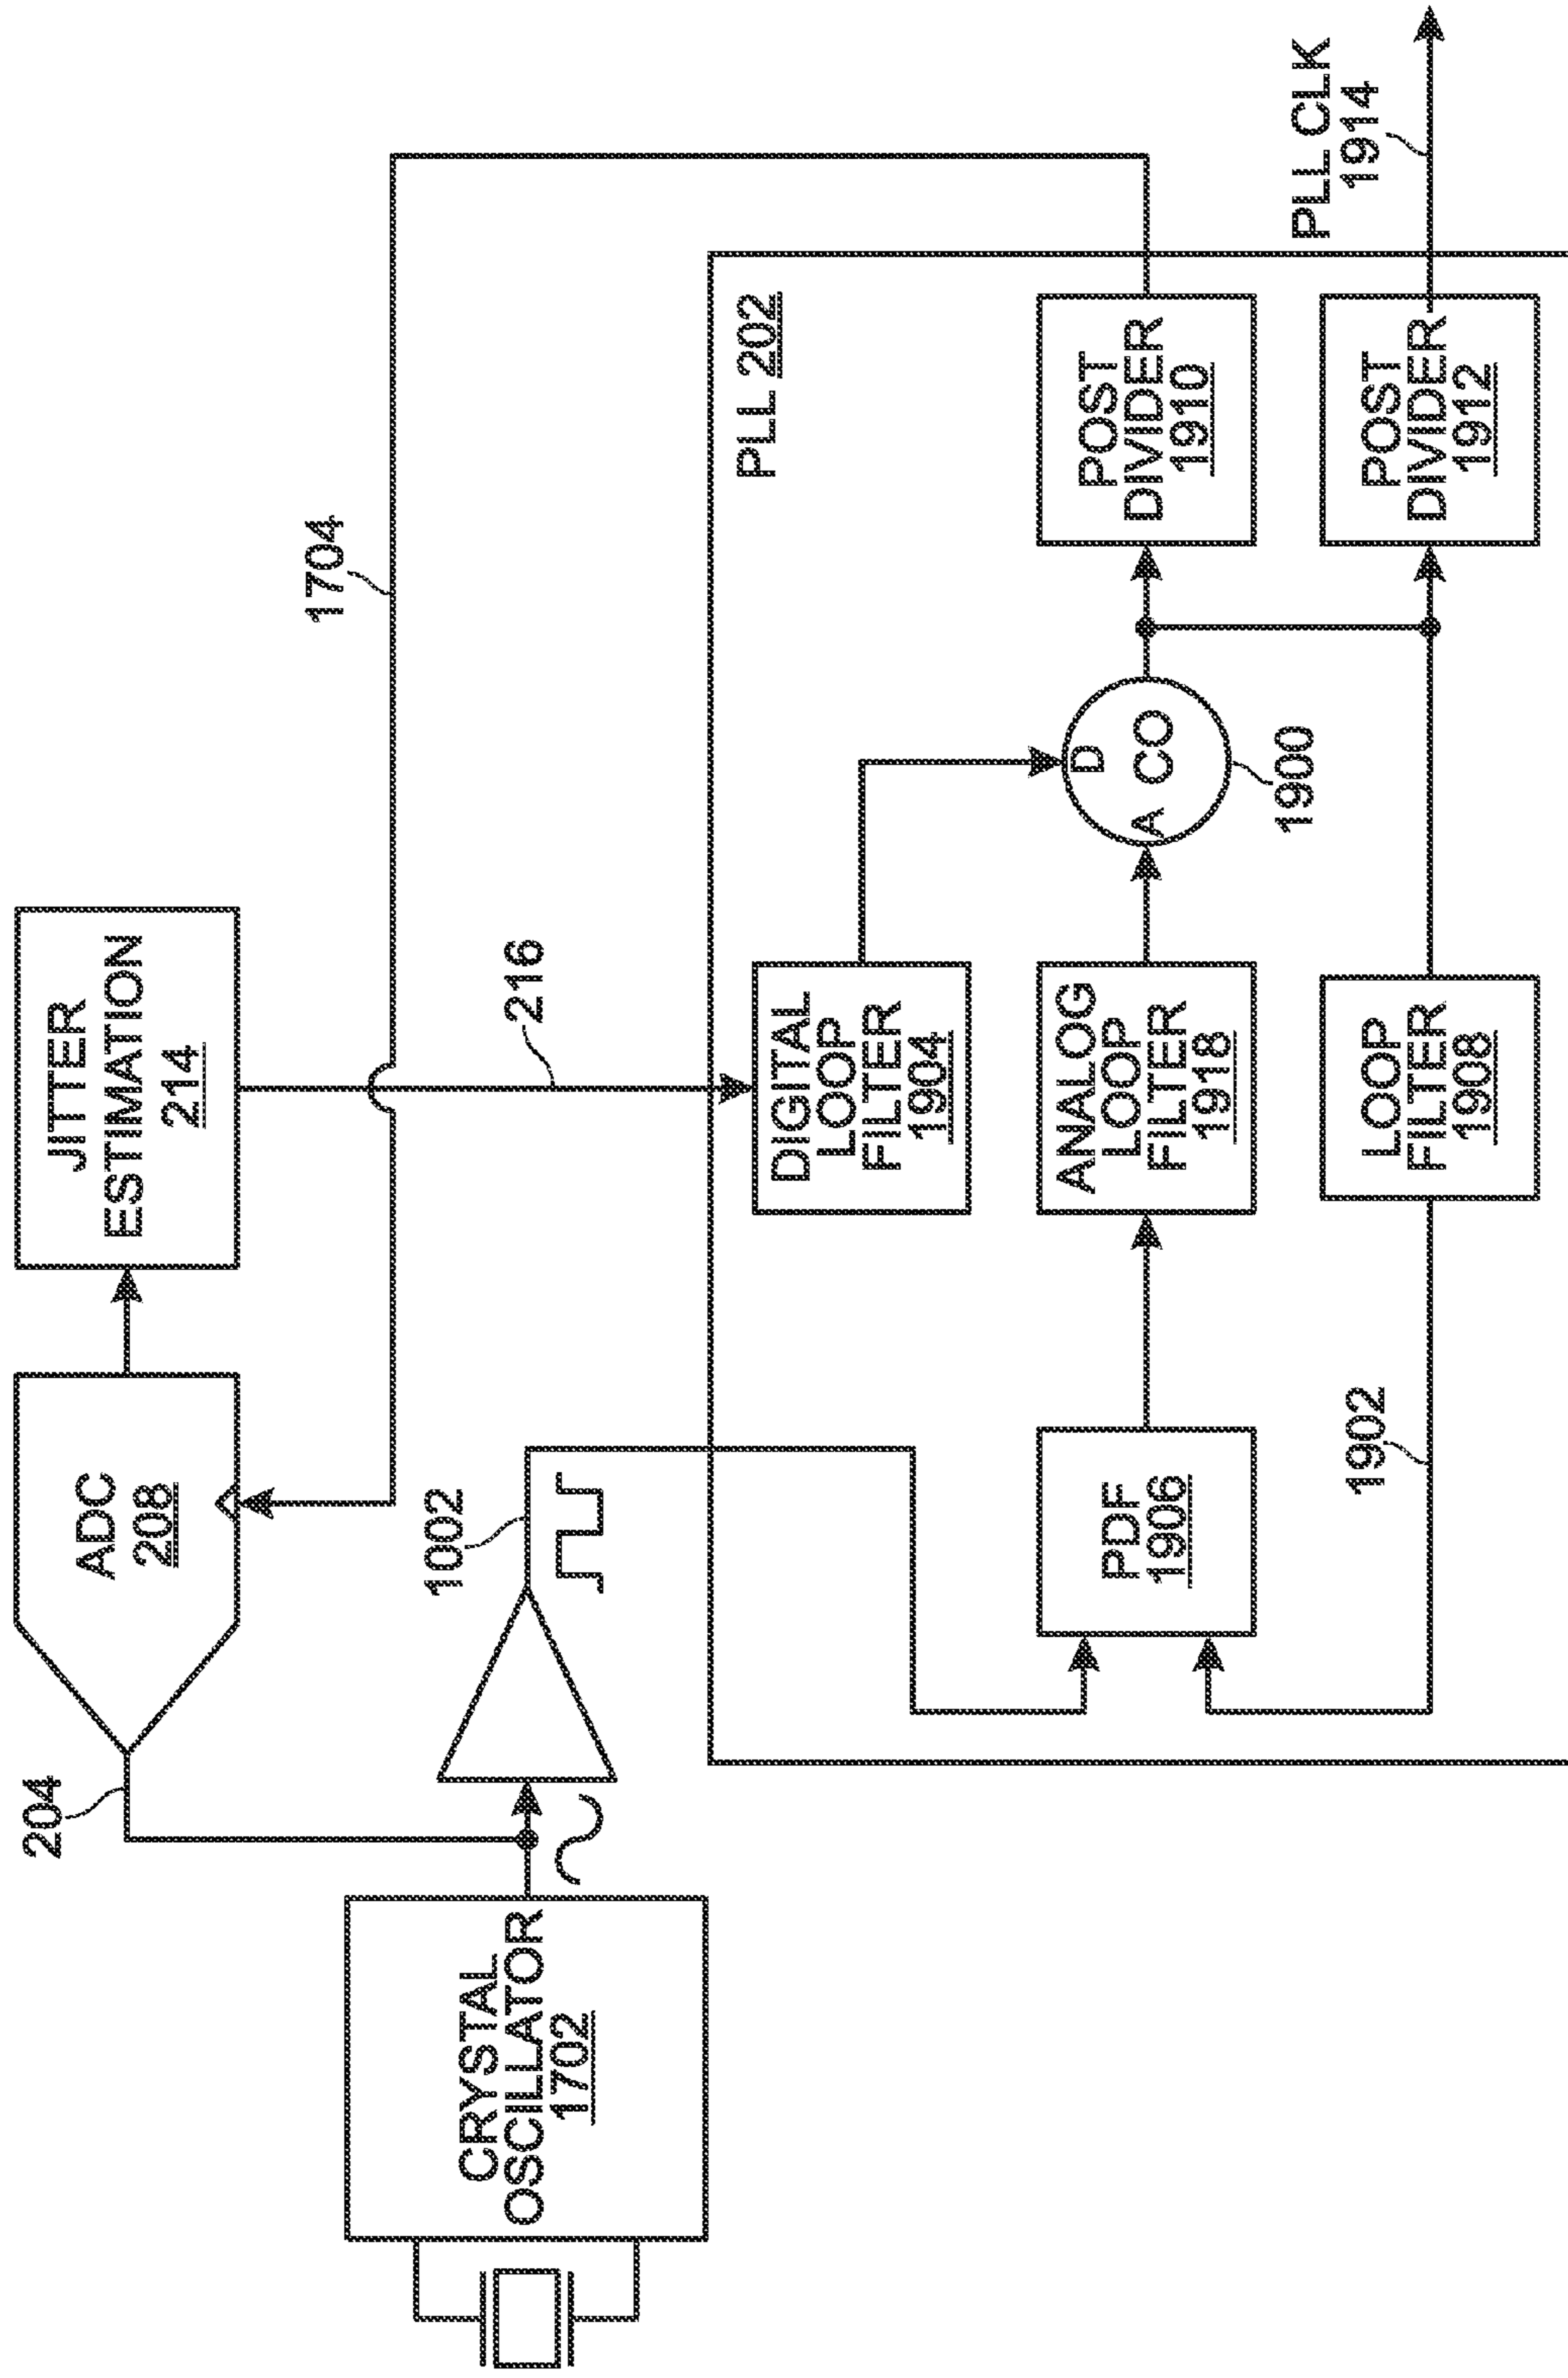 204
ADC
208
JITTER
ESTIMATION
214
1704
CRYSTAL
OSCILLATOR
1702
1002
216
PLL 202
PLL CLK
1914
DIGITAL
LOOP
FILTER
1904
D
A CO
1900
PDF
1906
ANALOG
LOOP
FILTER
1918
POST
DIVIDER
1910
1902
LOOP
FILTER
1908
POST
DIVIDER
1912